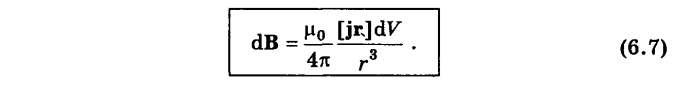 dB = μ₀/4π [jr]dV/r³ . (6.7)